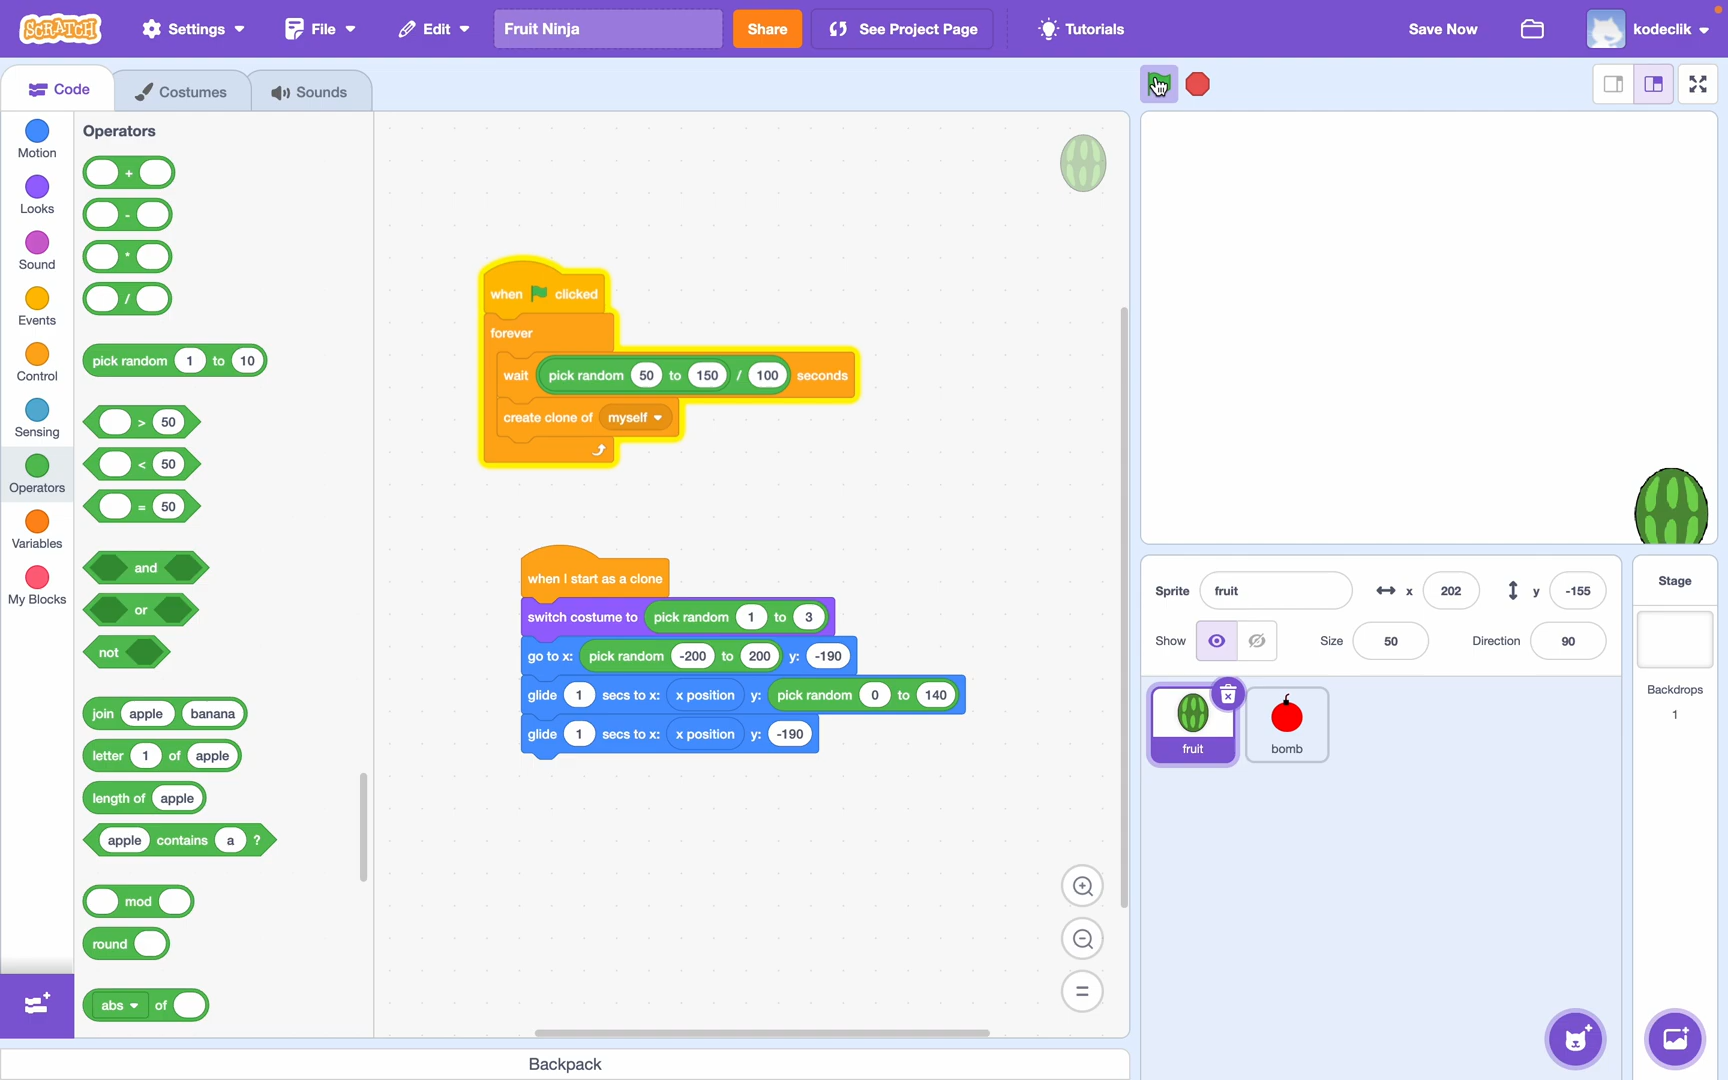 SCRATCH Settings File Edit Fruit Ninja Share See Project Page Tutorials Save Now kodeclik
Code Costumes Sounds
Motion
Looks
Sound
Events
Control
Sensing
Operators
Variables
My Blocks
Operators
+
-
*
/
pick random 1 to 10
> 50
< 50
= 50
and
or
not
join apple banana
letter 1 of apple
length of apple
apple contains a ?
mod
round
abs of
when clicked
forever
wait pick random 50 to 150 / 100 seconds
create clone of myself
when I start as a clone
switch costume to pick random 1 to 3
go to x: pick random -200 to 200 y: -190
glide 1 secs to x: x position y: pick random 0 to 140
glide 1 secs to x: x position y: -190
Backpack
Sprite fruit x 202 y -155
Show Size 50 Direction 90
fruit
bomb
Stage
Backdrops
1